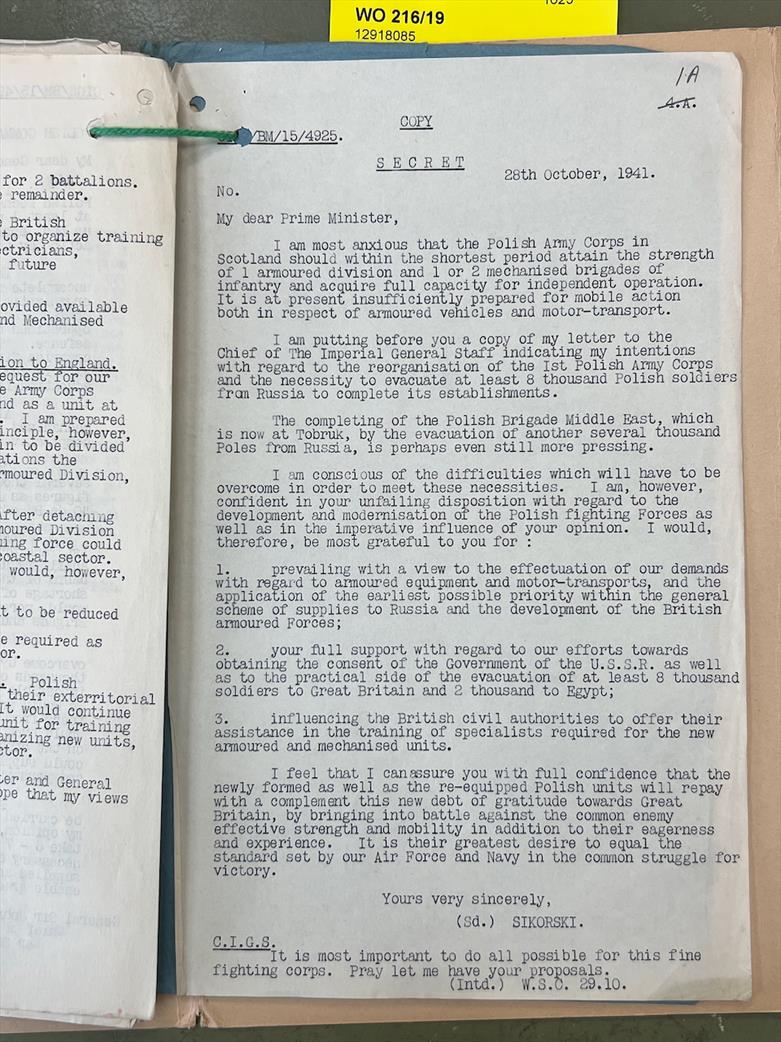 WO 216/19
12918085
1A
4.A.
COPY
/BM/15/4925.
SECRET
28th October, 1941.
No.
My dear Prime Minister,
I am most anxious that the Polish Army Corps in
Scotland should within the shortest period attain the strength
of 1 armoured division and 1 or 2 mechanised brigades of
infantry and acquire full capacity for independent operation.
It is at present insufficiently prepared for mobile action
both in respect of armoured vehicles and motor-transport.
I am putting before you a copy of my letter to the
Chief of The Imperial General Staff indicating my intentions
with regard to the reorganisation of the Ist Polish Army Corps
and the necessity to evacuate at least 8 thousand Polish soldiers
from Russia to complete its establishments.
The completing of the Polish Brigade Middle East, which
is now at Tobruk, by the evacuation of another several thousand
Poles from Russia, is perhaps even still more pressing.
I am conscious of the difficulties which will have to be
overcome in order to meet these necessities. I am, however,
confident in your unfailing disposition with regard to the
development and modernisation of the Polish fighting Forces as
well as in the imperative influence of your opinion. I would,
therefore, be most grateful to you for :
1. prevailing with a view to the effectuation of our demands
with regard to armoured equipment and motor-transports, and the
application of the earliest possible priority within the general
scheme of supplies to Russia and the development of the British
armoured Forces;
2. your full support with regard to our efforts towards
obtaining the consent of the Government of the U.S.S.R. as well
as to the practical side of the evacuation of at least 8 thousand
soldiers to Great Britain and 2 thousand to Egypt;
3. influencing the British civil authorities to offer their
assistance in the training of specialists required for the new
armoured and mechanised units.
I feel that I can assure you with full confidence that the
newly formed as well as the re-equipped Polish units will repay
with a complement this new debt of gratitude towards Great
Britain, by bringing into battle against the common enemy
effective strength and mobility in addition to their eagerness
and experience. It is their greatest desire to equal the
standard set by our Air Force and Navy in the common struggle for
victory.
Yours very sincerely,
(Sd.) SIKORSKI.
C.I.G.S.
It is most important to do all possible for this fine
fighting corps. Pray let me have your proposals.
(Intd.) W.S.C. 29.10.
for 2 battalions.
remainder.
British
to organize training
future
available
Mechanised
to England.
for our
Army Corps
as a unit at
I am prepared
however,
in to be divided
the
Division,
after detaching
Division
force could
coastal sector.
would, however,
to be reduced
required as
Polish
their exterritorial
It would continue
unit for training
new units,
and General
that my views